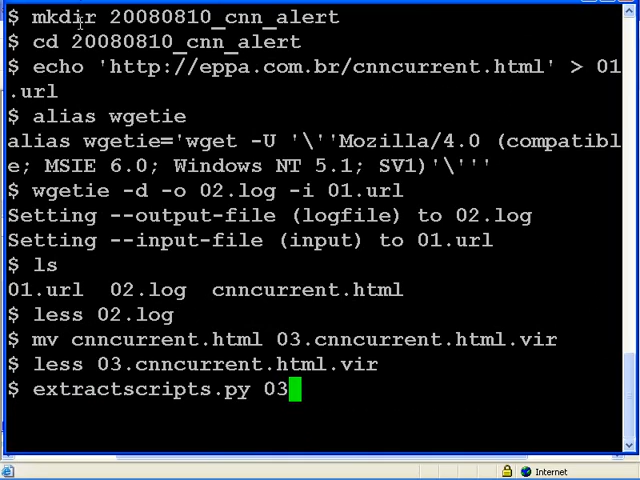 $ mkdir 20080810_cnn_alert
$ cd 20080810_cnn_alert
$ echo 'http://eppa.com.br/cnncurrent.html' > 01
.url
$ alias wgetie
alias wgetie='wget -U '\''Mozilla/4.0 (compatibl
e; MSIE 6.0; Windows NT 5.1; SV1)'\'''
$ wgetie -d -o 02.log -i 01.url
Setting --output-file (logfile) to 02.log
Setting --input-file (input) to 01.url
$ ls
01.url  02.log  cnncurrent.html
$ less 02.log
$ mv cnncurrent.html 03.cnncurrent.html.vir
$ less 03.cnncurrent.html.vir
$ extractscripts.py 03
Internet